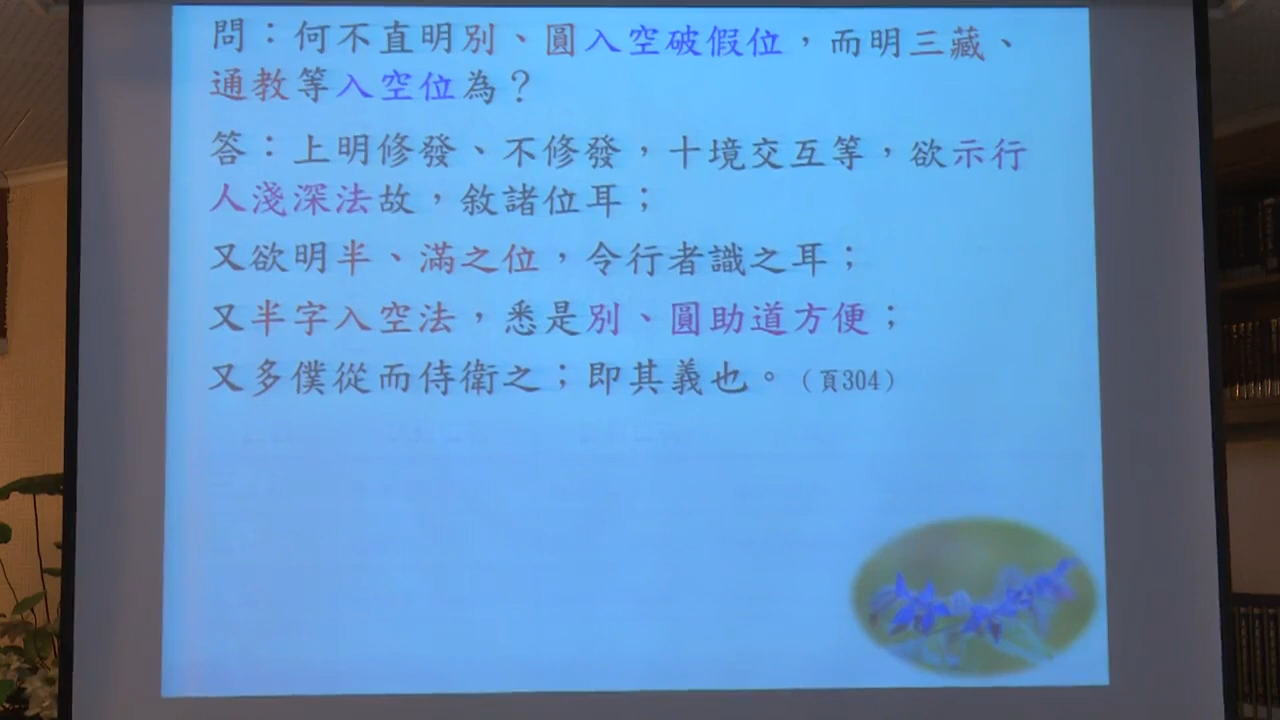 問：何不直明別、圓入空破假位，而明三藏、
通教等入空位為？
答：上明修發、不修發，十境交互等，欲示行
人淺深法故，敘諸位耳；
又欲明半、滿之位，令行者識之耳；
又半字入空法，悉是別、圓助道方便；
又多僕從而侍衛之；即其義也。（頁304）